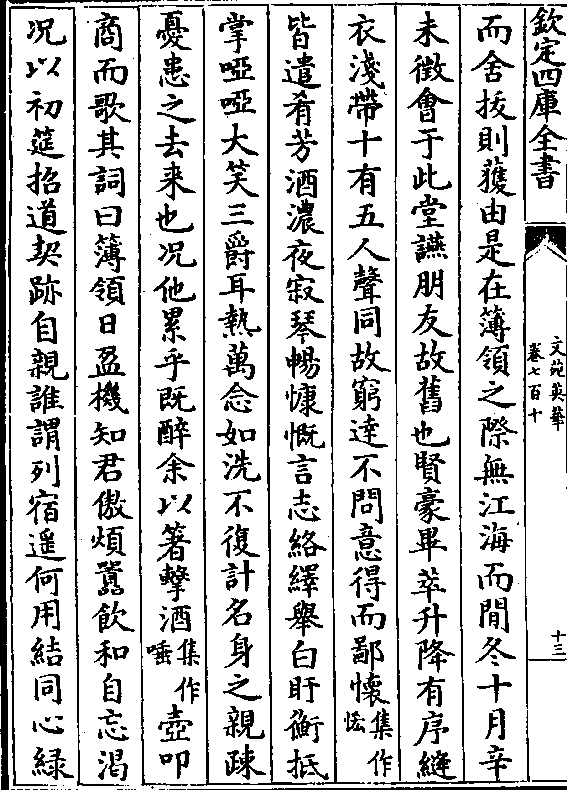 欽定四庫全書
文苑英華
卷七百十
十三
而舍拔則獲由是在簿領之際無江海而閒冬十月辛
未徵會于此堂讌朋友故舊也賢豪畢萃升降有序縫
衣淺帶十有五人聲同故窮達不問意得而鄙懷集作恡
皆遣肴芳酒濃夜寂琴暢慷慨言志絡繹舉白盱衡抵
掌啞啞大笑三爵耳熱萬念如洗不復計名身之親疎
憂患之去来也况他累乎既醉余以箸擊酒集作唾壺叩
商而歌其詞曰簿領日盈機知君傲煩囂飲和自忘渴
况以初筵招道契跡自親誰謂列宿遥何用結同心緑